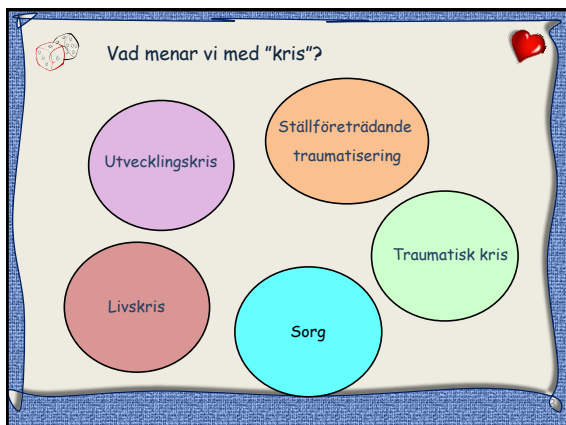 Vad menar vi med ”kris”?
Ställföreträdande
traumatisering
Utvecklingskris
Traumatisk kris
Livskris
Sorg